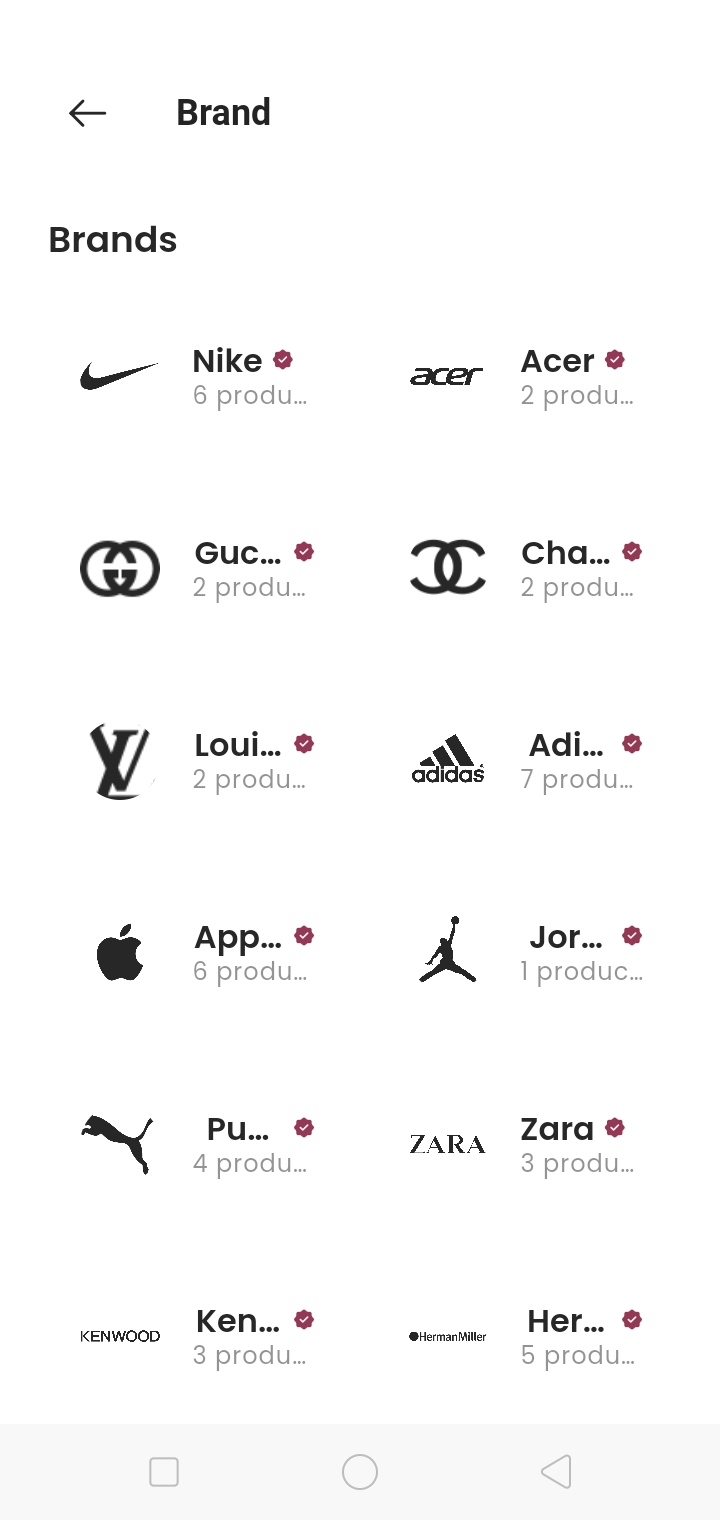 Brand
Brands
Nike
6 produ...
acer
Acer
2 produ...
Guc...
2 produ...
Cha...
2 produ...
Loui...
2 produ...
adidas
Adi...
7 produ...
App...
6 produ...
Jor...
1 produc...
Pu...
4 produ...
ZARA
Zara
3 produ...
KENWOOD
Ken...
3 produ...
HermanMiller
Her...
5 produ...